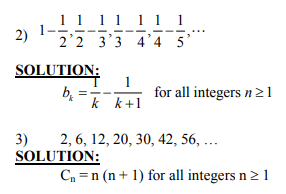 2) 1 - 1/2, 1/2 - 1/3, 1/3 - 1/4, 1/4 - 1/5, ...
SOLUTION:
b_k = 1/k - 1/(k+1) for all integers n ≥ 1
3) 2, 6, 12, 20, 30, 42, 56, …
SOLUTION:
C_n = n (n + 1) for all integers n ≥ 1